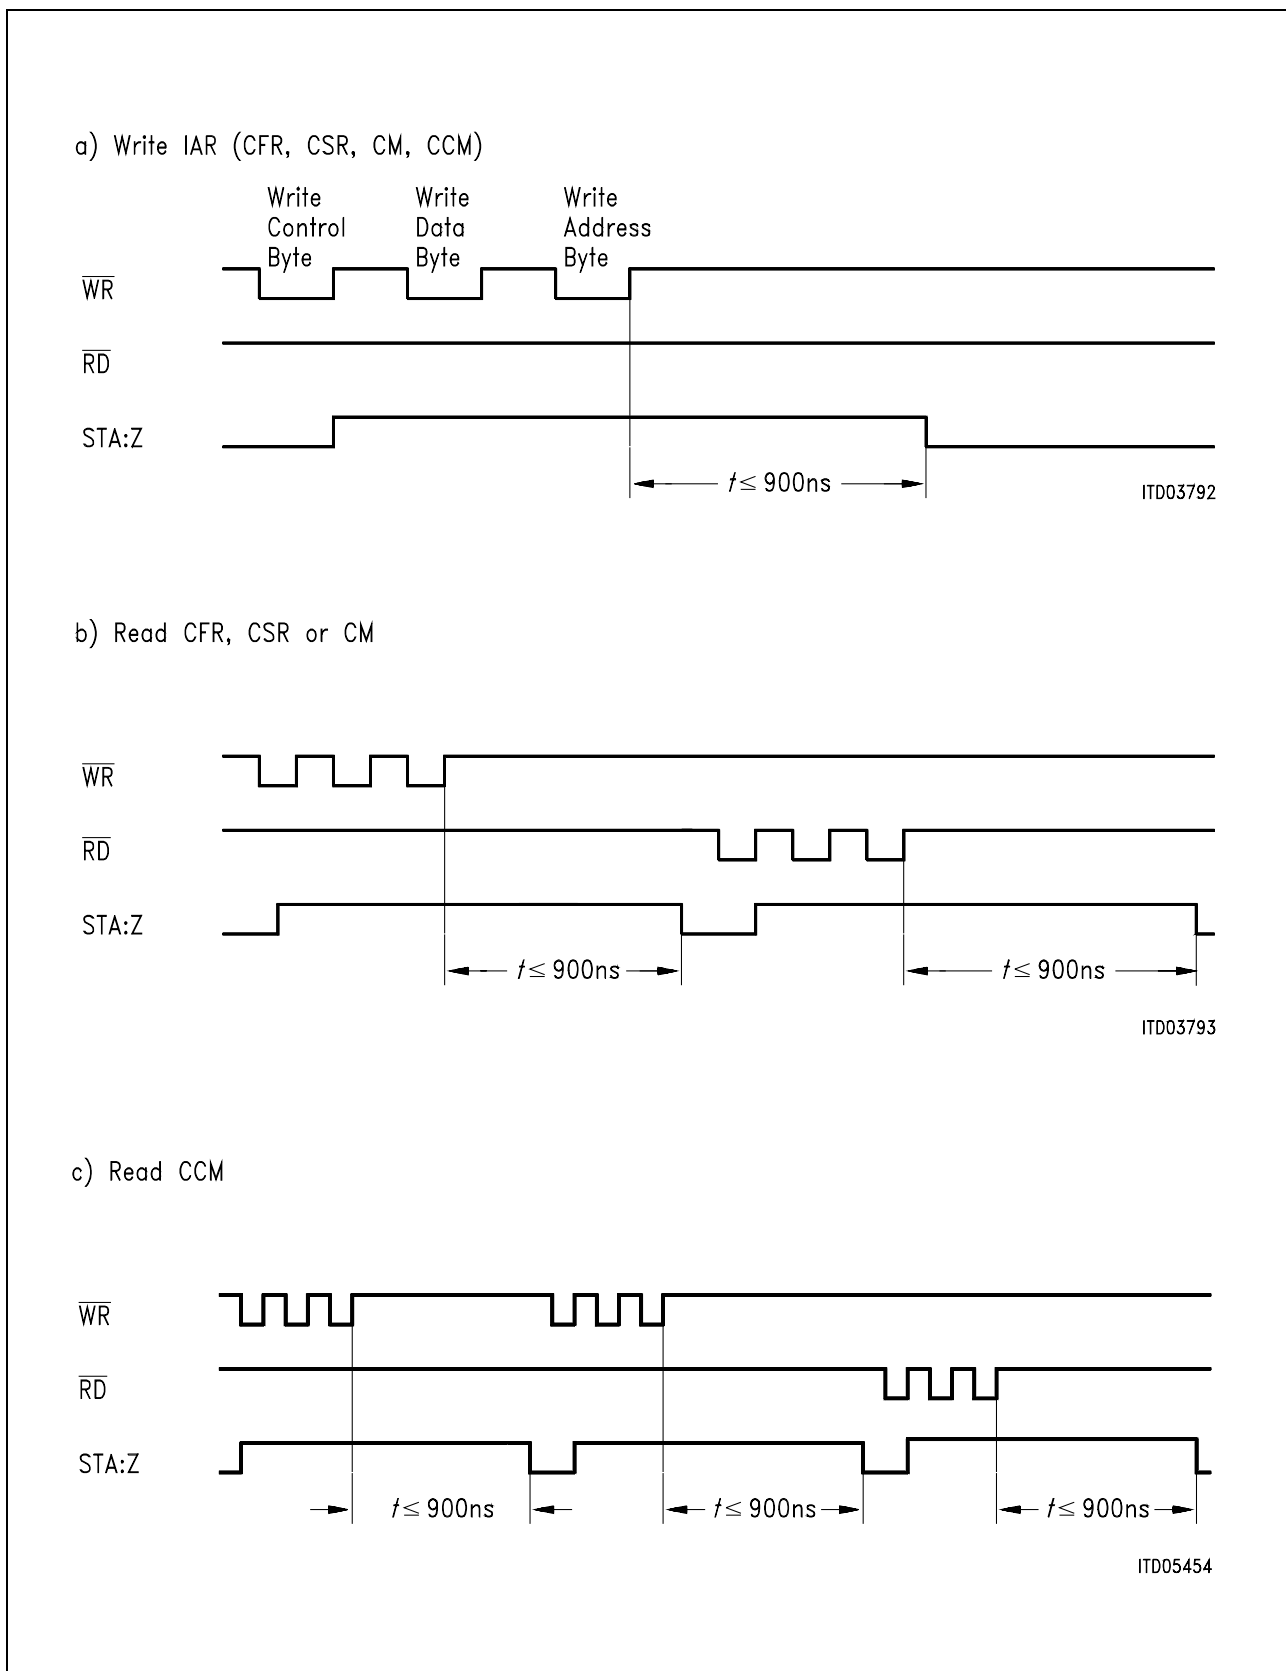 a) Write IAR (CFR, CSR, CM, CCM)
Write Write Write
Control Data Address
Byte Byte Byte
WR
RD
STA:Z
t ≤ 900ns
ITD03792
b) Read CFR, CSR or CM
WR
RD
STA:Z
t ≤ 900ns t ≤ 900ns
ITD03793
c) Read CCM
WR
RD
STA:Z
t ≤ 900ns t ≤ 900ns t ≤ 900ns
ITD05454